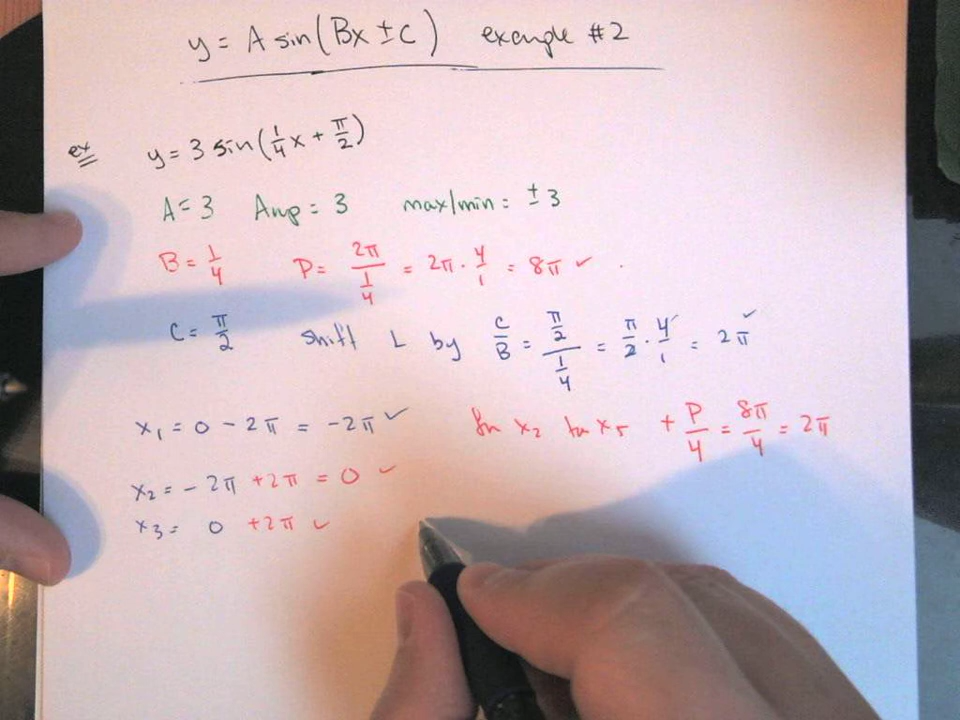 y = A sin(Bx ± C) example #2
ex y = 3 sin(1/4 x + π/2)
A = 3 Amp = 3 max/min: ± 3
B = 1/4 P = 2π/(1/4) = 2π · 4/1 = 8π ✓
C = π/2 shift L by C/B = (π/2)/(1/4) = π/2 · 4/1 = 2π ✓
x₁ = 0 - 2π = -2π ✓ for x₂ to x₅ + P/4 = 8π/4 = 2π
x₂ = - 2π + 2π = 0 ✓
x₃ = 0 + 2π ✓